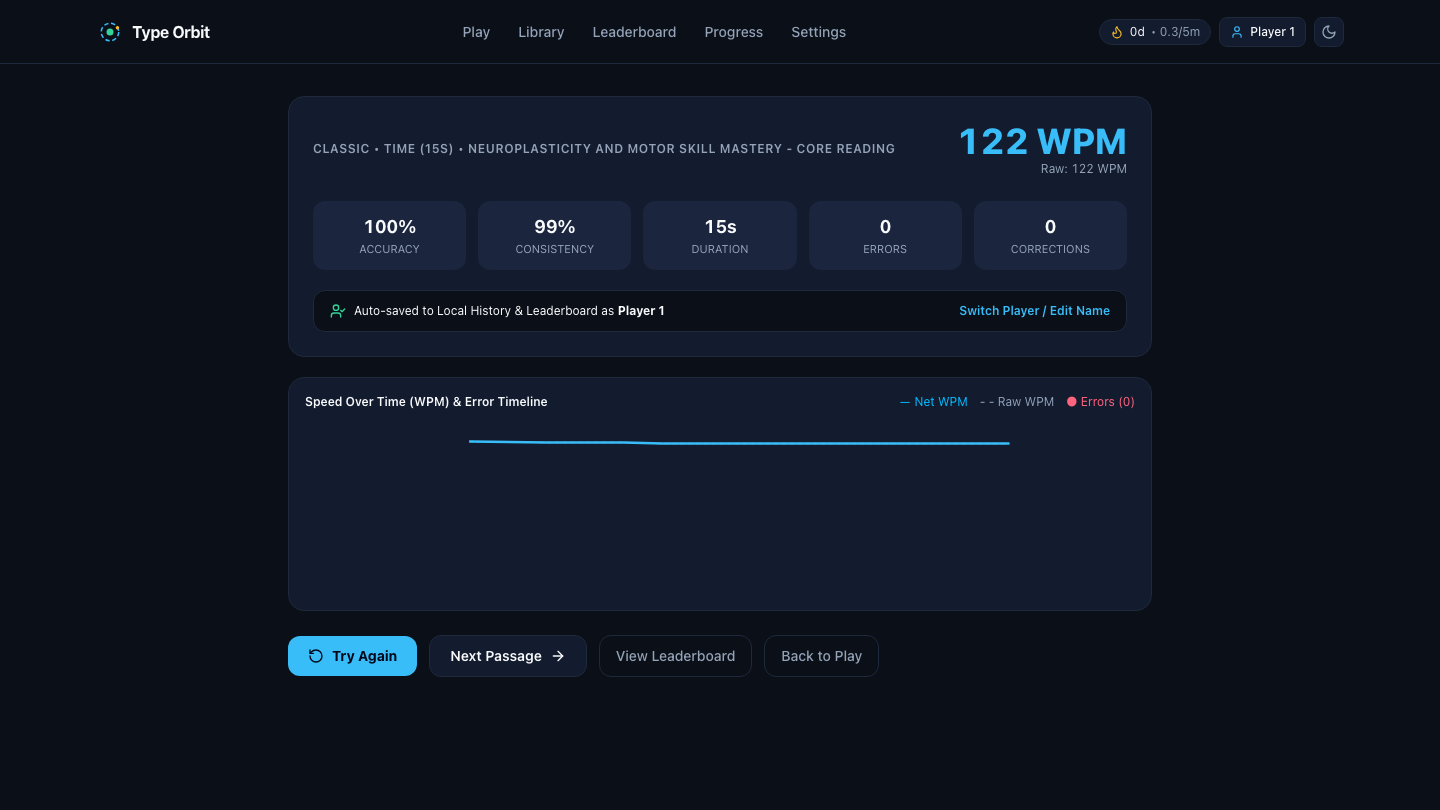 Type Orbit
Play
Library
Leaderboard
Progress
Settings
0d • 0.3/5m
Player 1
CLASSIC • TIME (15S) • NEUROPLASTICITY AND MOTOR SKILL MASTERY - CORE READING
122 WPM
Raw: 122 WPM
100%
ACCURACY
99%
CONSISTENCY
15s
DURATION
0
ERRORS
0
CORRECTIONS
Auto-saved to Local History & Leaderboard as Player 1
Switch Player / Edit Name
Speed Over Time (WPM) & Error Timeline
— Net WPM
- - Raw WPM
Errors (0)
Try Again
Next Passage
View Leaderboard
Back to Play